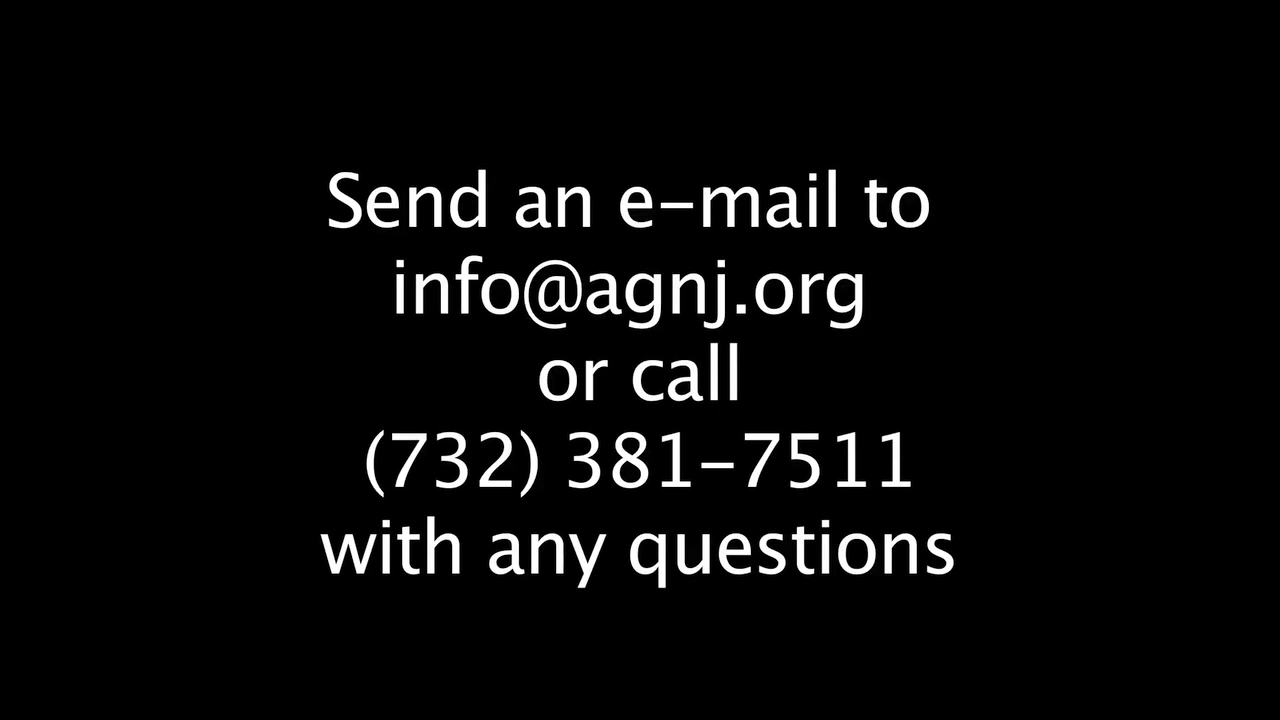 Send an e-mail to
info@agnj.org
or call
(732) 381-7511
with any questions